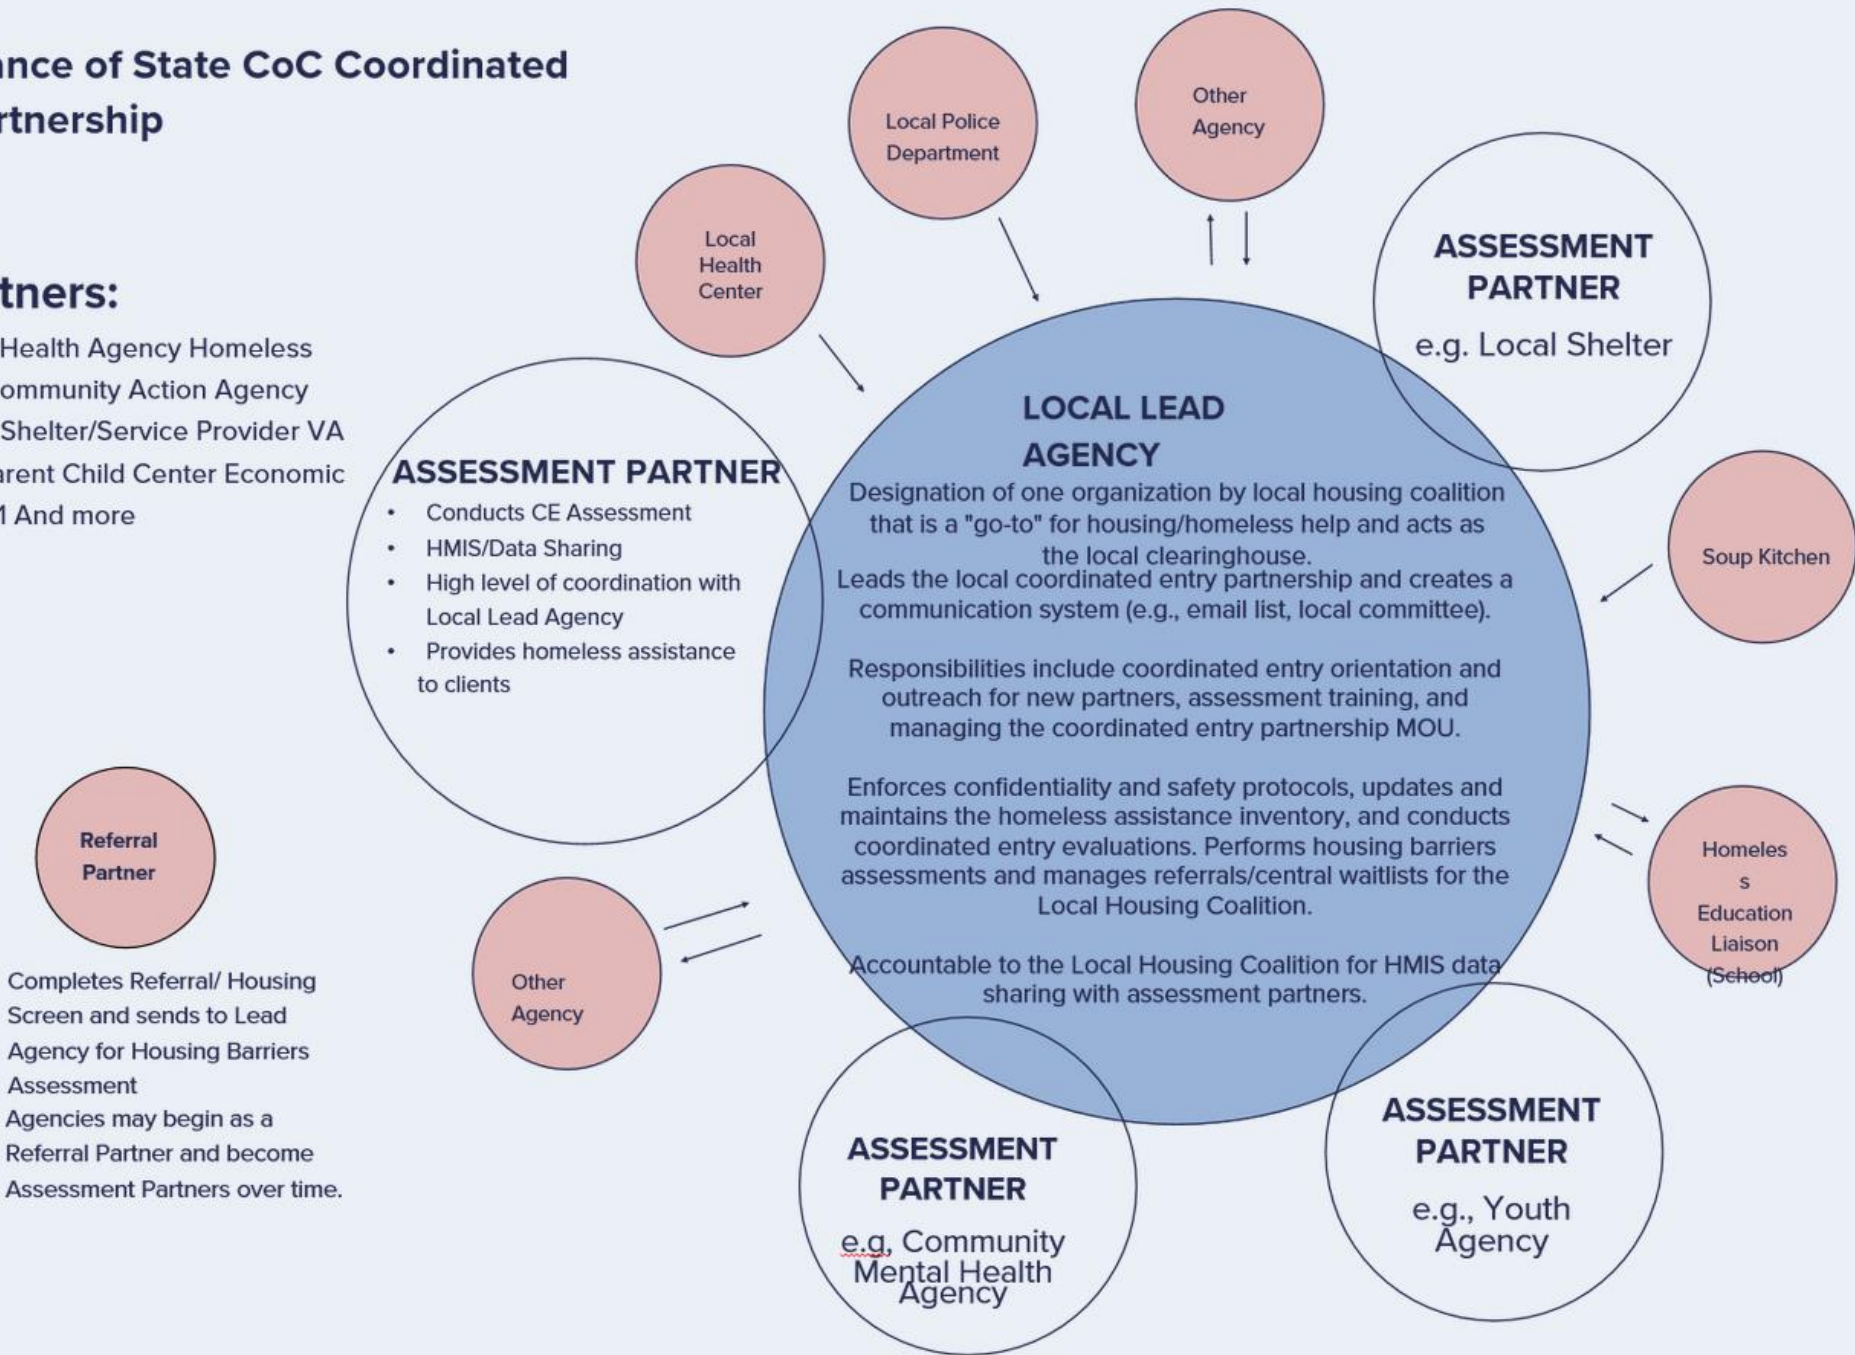 ance of State CoC Coordinated
rtnership
tners:
Health Agency Homeless
ommunity Action Agency
Shelter/Service Provider VA
arent Child Center Economic
And more
Referral
Partner
Completes Referral/ Housing
Screen and sends to Lead
Agency for Housing Barriers
Assessment
Agencies may begin as a
Referral Partner and become
Assessment Partners over time.
Local
Health
Center
Local Police
Department
Other
Agency
ASSESSMENT
PARTNER
e.g. Local Shelter
ASSESSMENT PARTNER
• Conducts CE Assessment
• HMIS/Data Sharing
• High level of coordination with
Local Lead Agency
• Provides homeless assistance
to clients
LOCAL LEAD
AGENCY
Designation of one organization by local housing coalition
that is a "go-to" for housing/homeless help and acts as
the local clearinghouse.
Leads the local coordinated entry partnership and creates a
communication system (e.g., email list, local committee).
Responsibilities include coordinated entry orientation and
outreach for new partners, assessment training, and
managing the coordinated entry partnership MOU.
Enforces confidentiality and safety protocols, updates and
maintains the homeless assistance inventory, and conducts
coordinated entry evaluations. Performs housing barriers
assessments and manages referrals/central waitlists for the
Local Housing Coalition.
Accountable to the Local Housing Coalition for HMIS data
sharing with assessment partners.
Soup Kitchen
Homeles
s
Education
Liaison
(School)
Other
Agency
ASSESSMENT
PARTNER
e.g, Community
Mental Health
Agency
ASSESSMENT
PARTNER
e.g., Youth
Agency